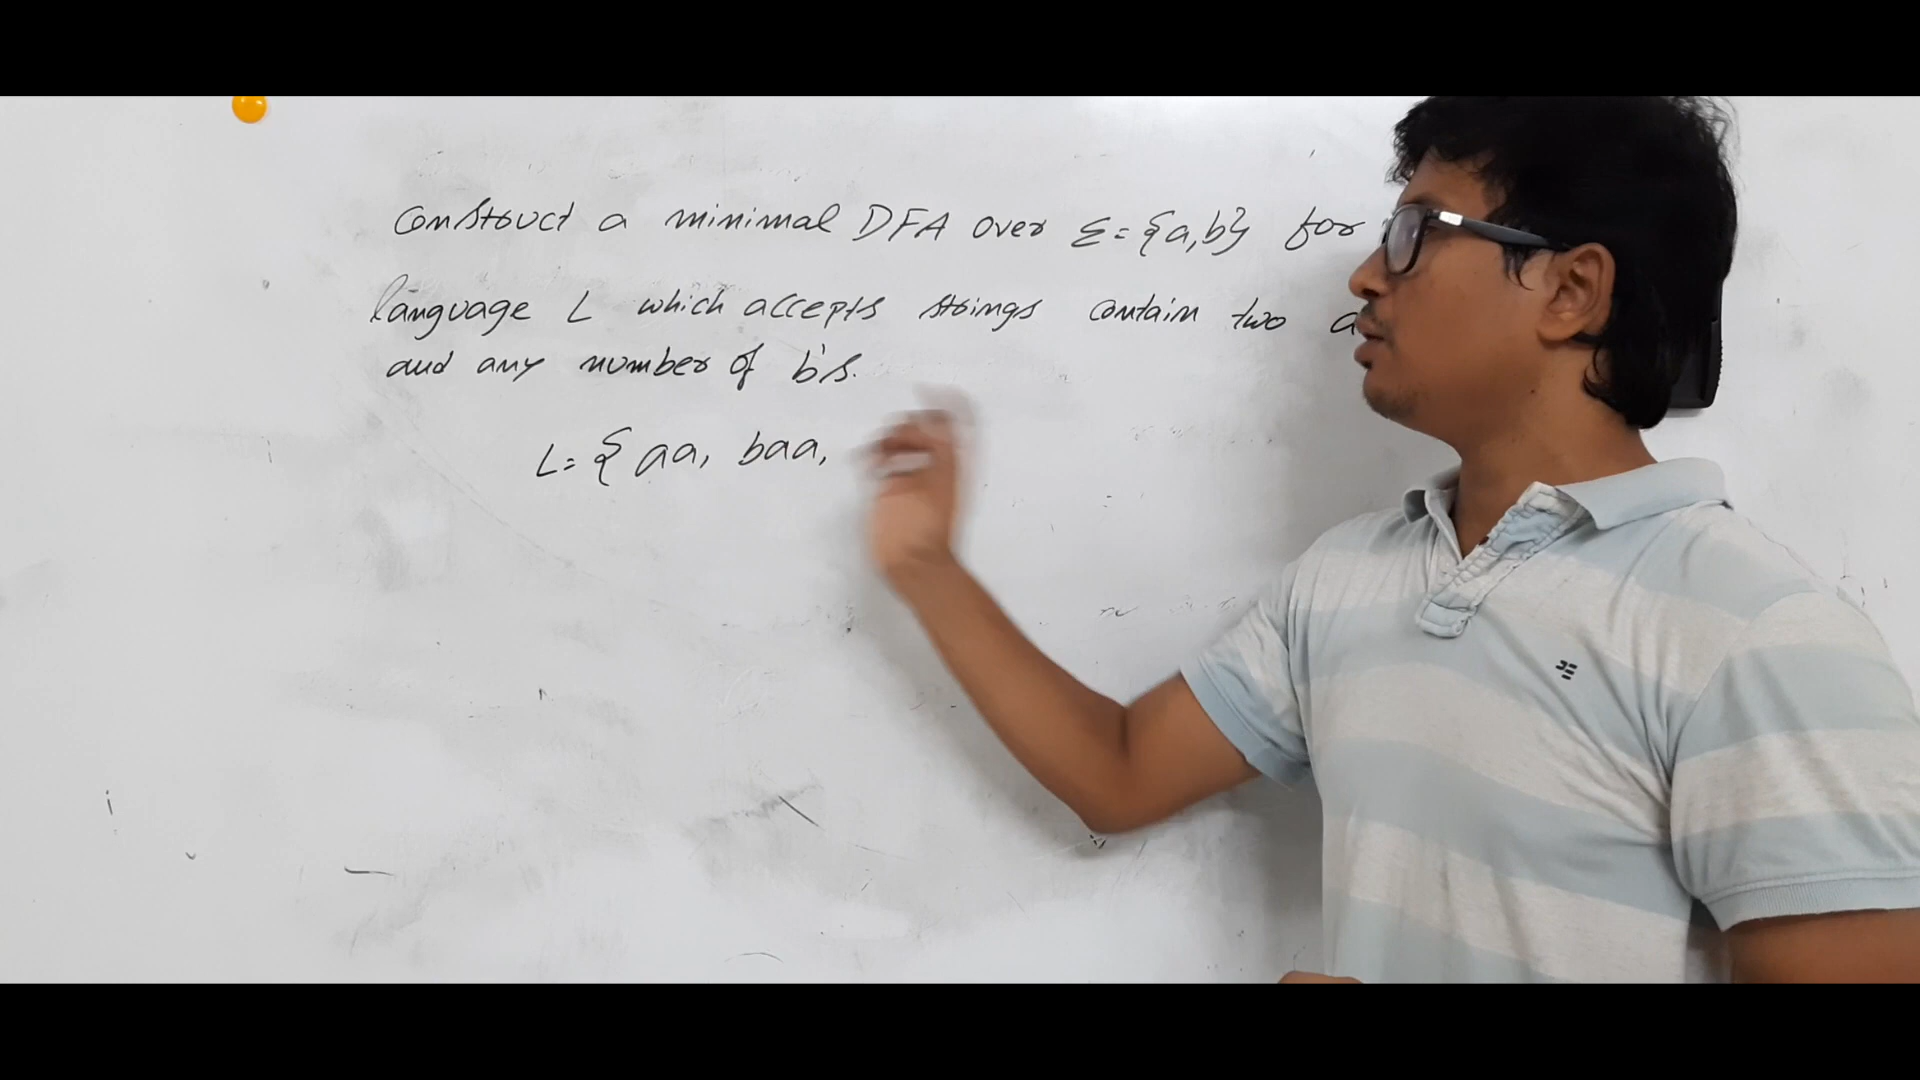 Construct a minimal DFA over Σ = {a,b} for
language L which accepts strings contain two a
and any number of b's.
L = { aa, baa,